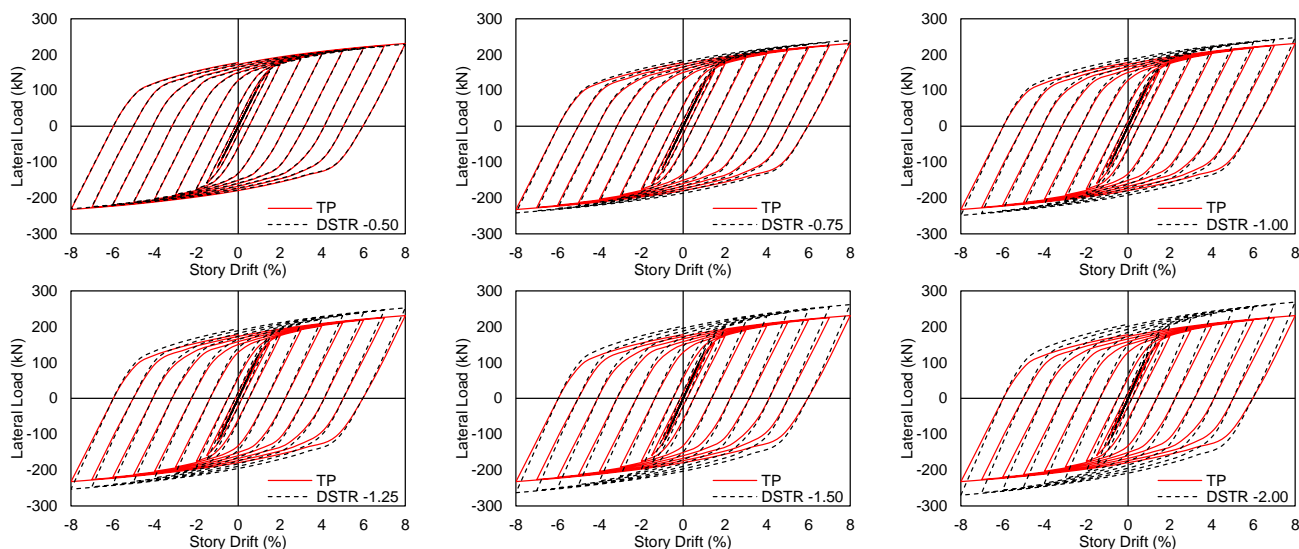 300
200
100
0
-100
-200
-300
-8 -6 -4 -2 0 2 4 6 8
Lateral Load (kN)
Story Drift (%)
TP
DSTR -0.50
300
200
100
0
-100
-200
-300
-8 -6 -4 -2 0 2 4 6 8
Lateral Load (kN)
Story Drift (%)
TP
DSTR -0.75
300
200
100
0
-100
-200
-300
-8 -6 -4 -2 0 2 4 6 8
Lateral Load (kN)
Story Drift (%)
TP
DSTR -1.00
300
200
100
0
-100
-200
-300
-8 -6 -4 -2 0 2 4 6 8
Lateral Load (kN)
Story Drift (%)
TP
DSTR -1.25
300
200
100
0
-100
-200
-300
-8 -6 -4 -2 0 2 4 6 8
Lateral Load (kN)
Story Drift (%)
TP
DSTR -1.50
300
200
100
0
-100
-200
-300
-8 -6 -4 -2 0 2 4 6 8
Lateral Load (kN)
Story Drift (%)
TP
DSTR -2.00